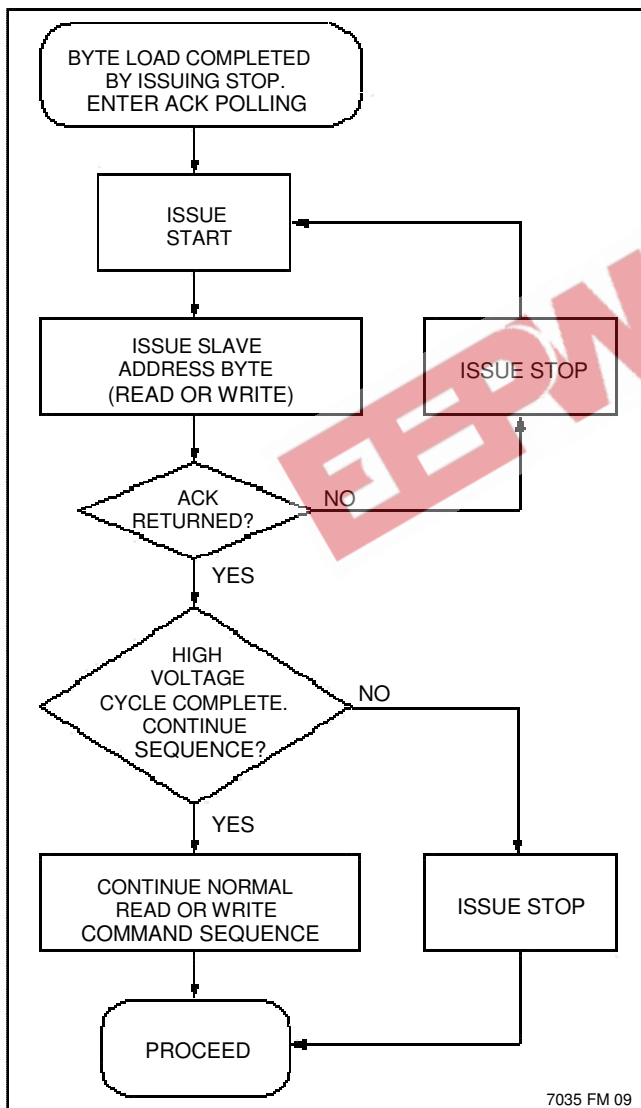 BYTE LOAD COMPLETED
BY ISSUING STOP.
ENTER ACK POLLING
ISSUE
START
ISSUE SLAVE
ADDRESS BYTE
(READ OR WRITE)
ISSUE STOP
EEPW
ACK
RETURNED?
NO
YES
HIGH
VOLTAGE
CYCLE COMPLETE.
CONTINUE
SEQUENCE?
NO
YES
CONTINUE NORMAL
READ OR WRITE
COMMAND SEQUENCE
ISSUE STOP
PROCEED
7035 FM 09